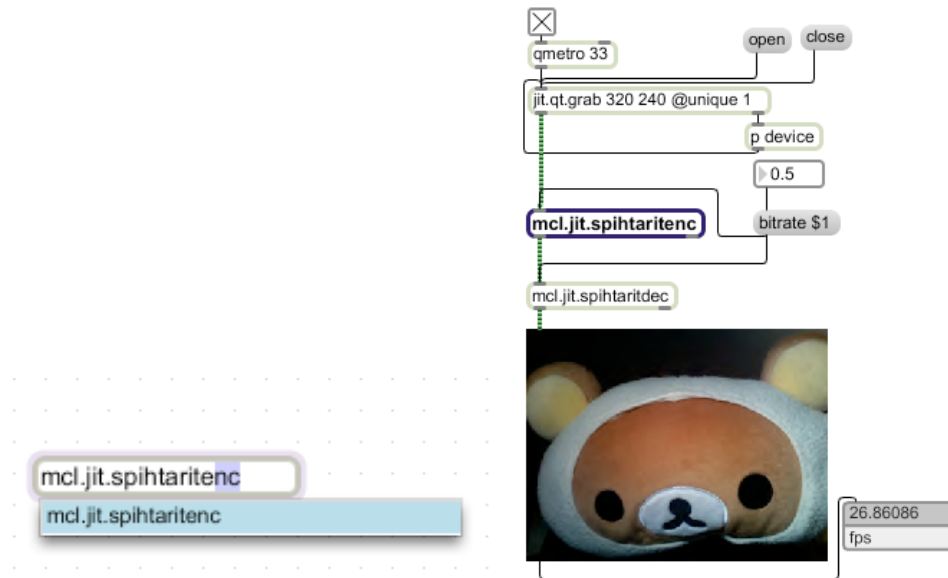 qmetro 33
open
close
jit.qt.grab 320 240 @unique 1
p device
0.5
mcl.jit.spihtaritenc
bitrate $1
mcl.jit.spihtaritdec
mcl.jit.spihtaritenc
mcl.jit.spihtaritenc
26.86086
fps